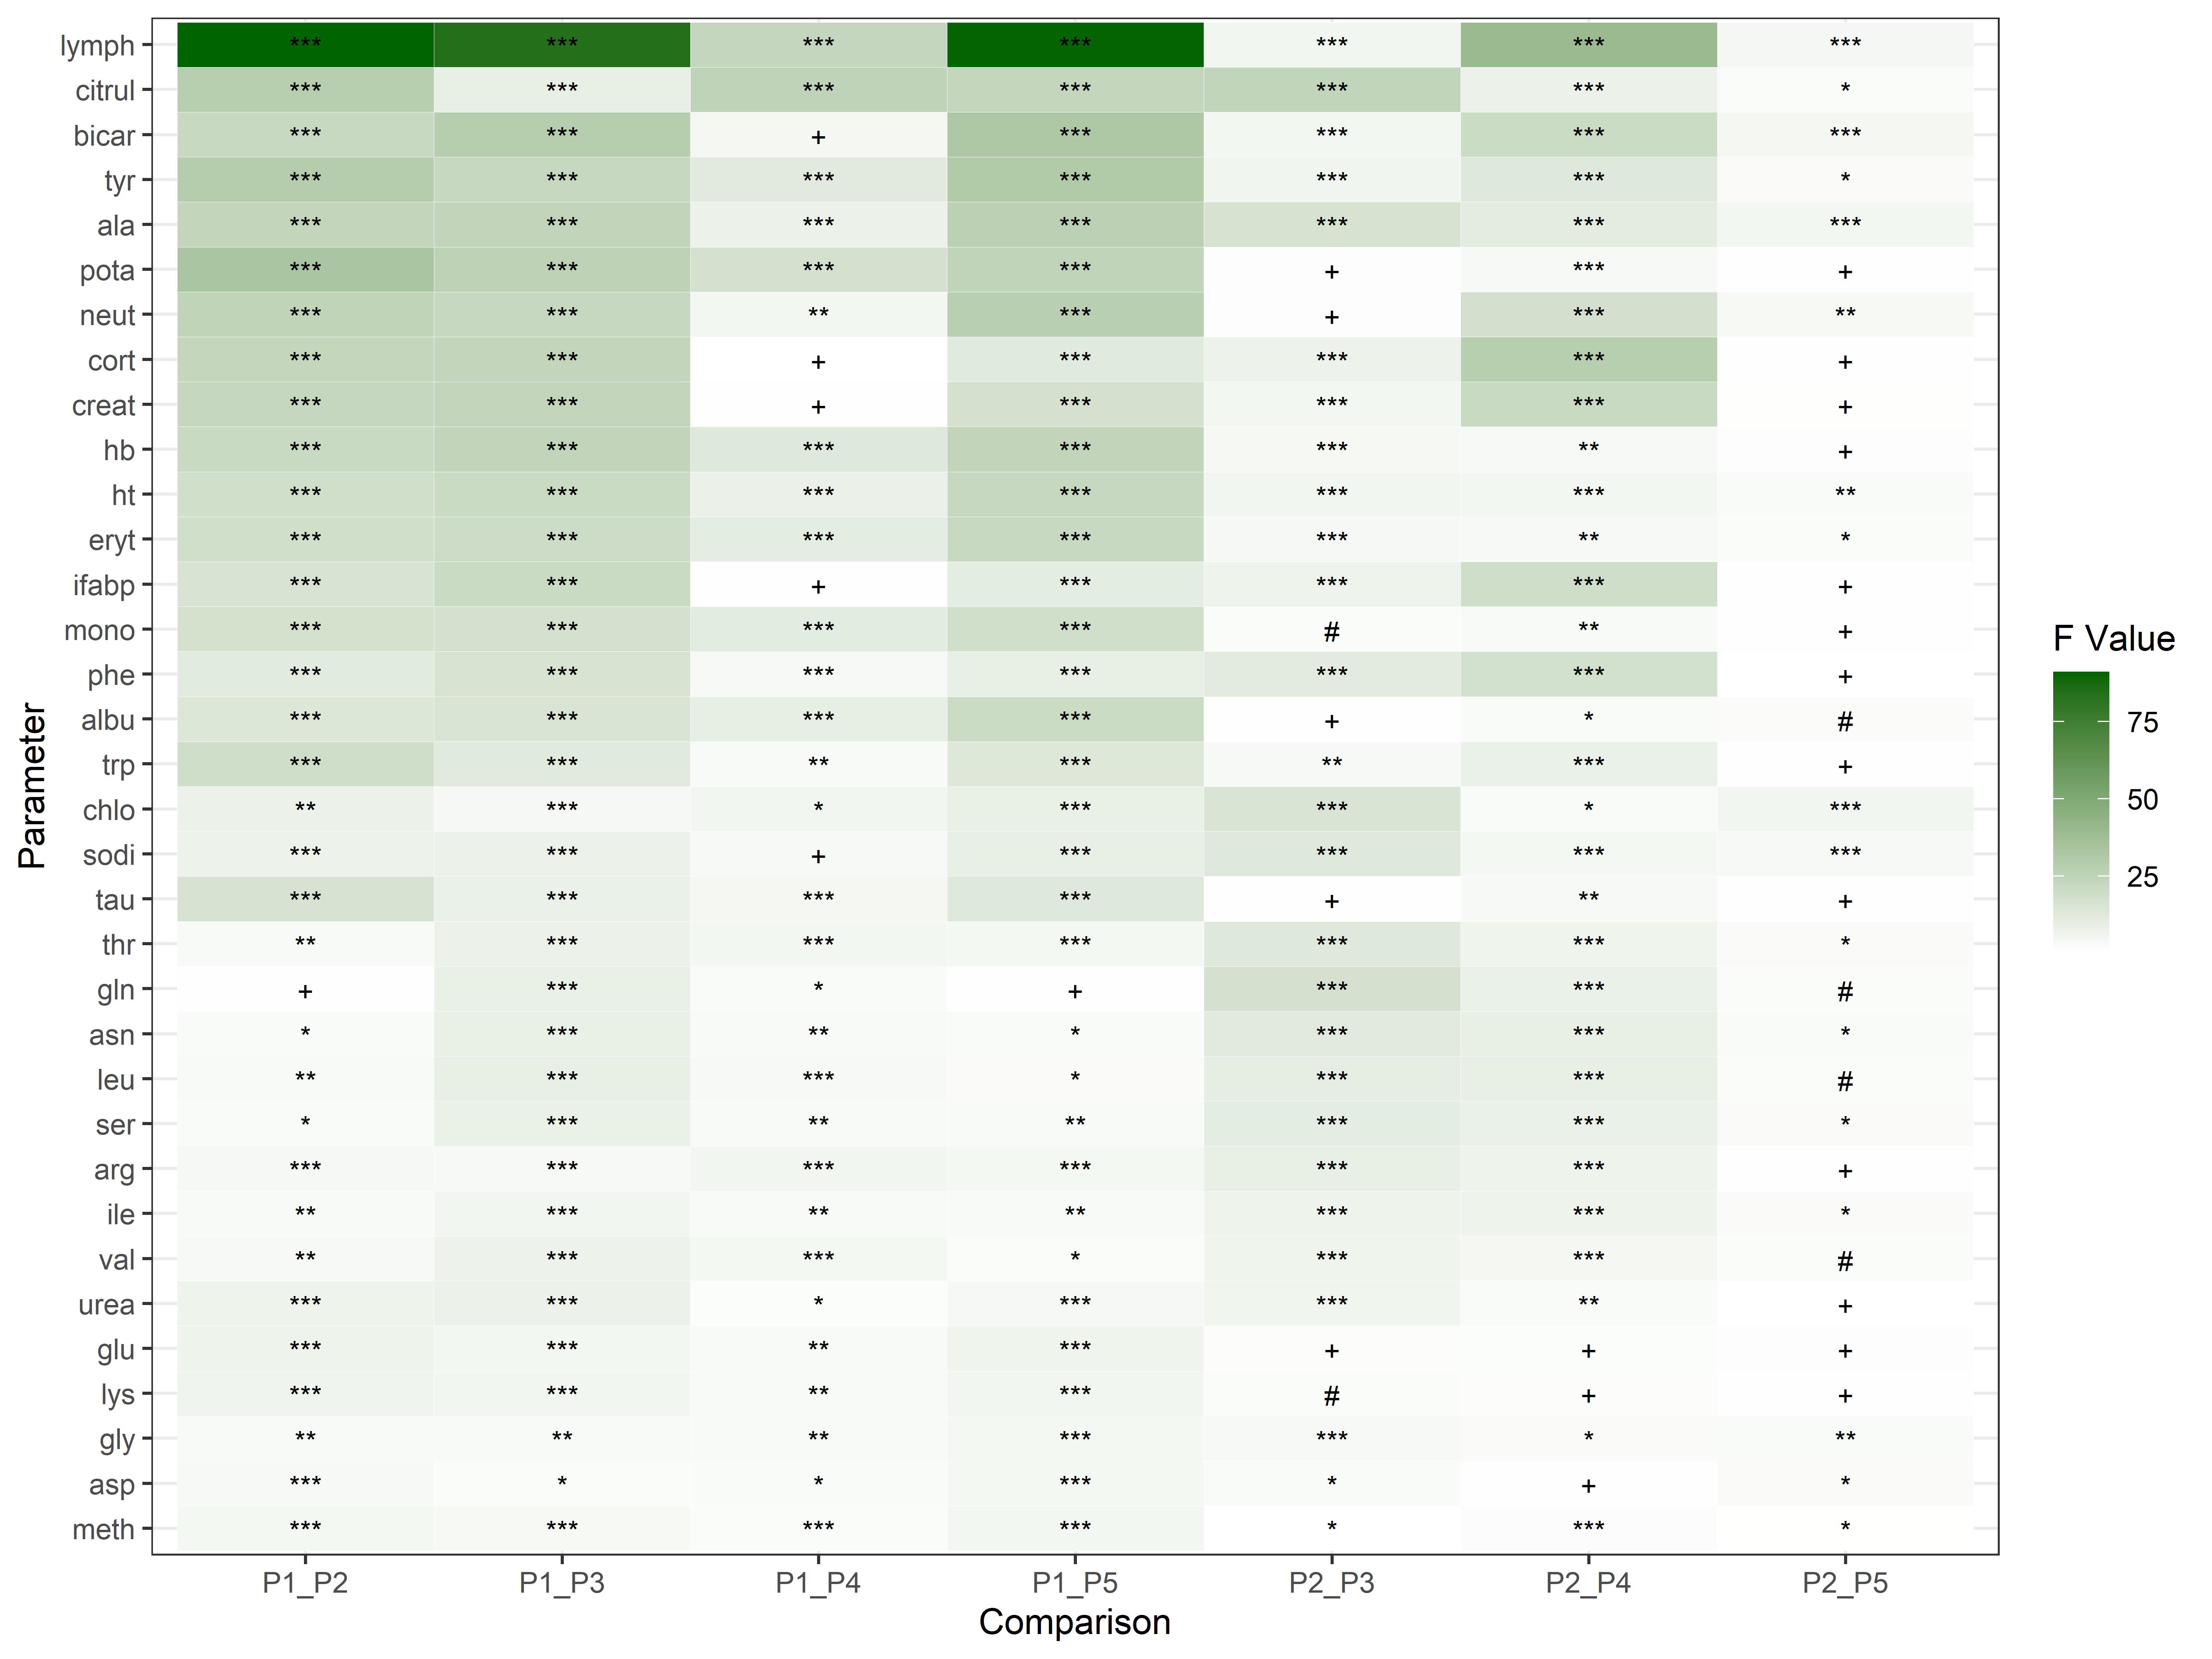 lymph *** *** *** *** *** *** ***
citrul *** *** *** *** *** *** *
bicar *** *** + *** *** *** ***
tyr *** *** *** *** *** *** *
ala *** *** *** *** *** *** ***
pota *** *** *** *** + *** +
neut *** *** ** *** + *** **
cort *** *** + *** *** *** +
creat *** *** + *** *** *** +
hb *** *** *** *** *** ** +
ht *** *** *** *** *** *** **
eryt *** *** *** *** *** ** *
ifabp *** *** + *** *** *** +
mono *** *** *** *** # ** +
phe *** *** *** *** *** *** +
albu *** *** *** *** + * #
trp *** *** ** *** ** *** +
chlo ** *** * *** *** * ***
sodi *** *** + *** *** *** ***
tau *** *** *** *** + ** +
thr ** *** *** *** *** *** *
gln + *** * + *** *** #
asn * *** ** * *** *** *
leu ** *** *** * *** *** #
ser * *** ** ** *** *** *
arg *** *** *** *** *** *** +
ile ** *** ** ** *** *** *
val ** *** *** * *** *** #
urea *** *** * *** *** ** +
glu *** *** ** *** + + +
lys *** *** ** *** # + +
gly ** ** ** *** *** * **
asp *** * * *** * + *
meth *** *** *** *** * *** *
P1_P2 P1_P3 P1_P4 P1_P5 P2_P3 P2_P4 P2_P5
Comparison
Parameter
F Value
75
50
25